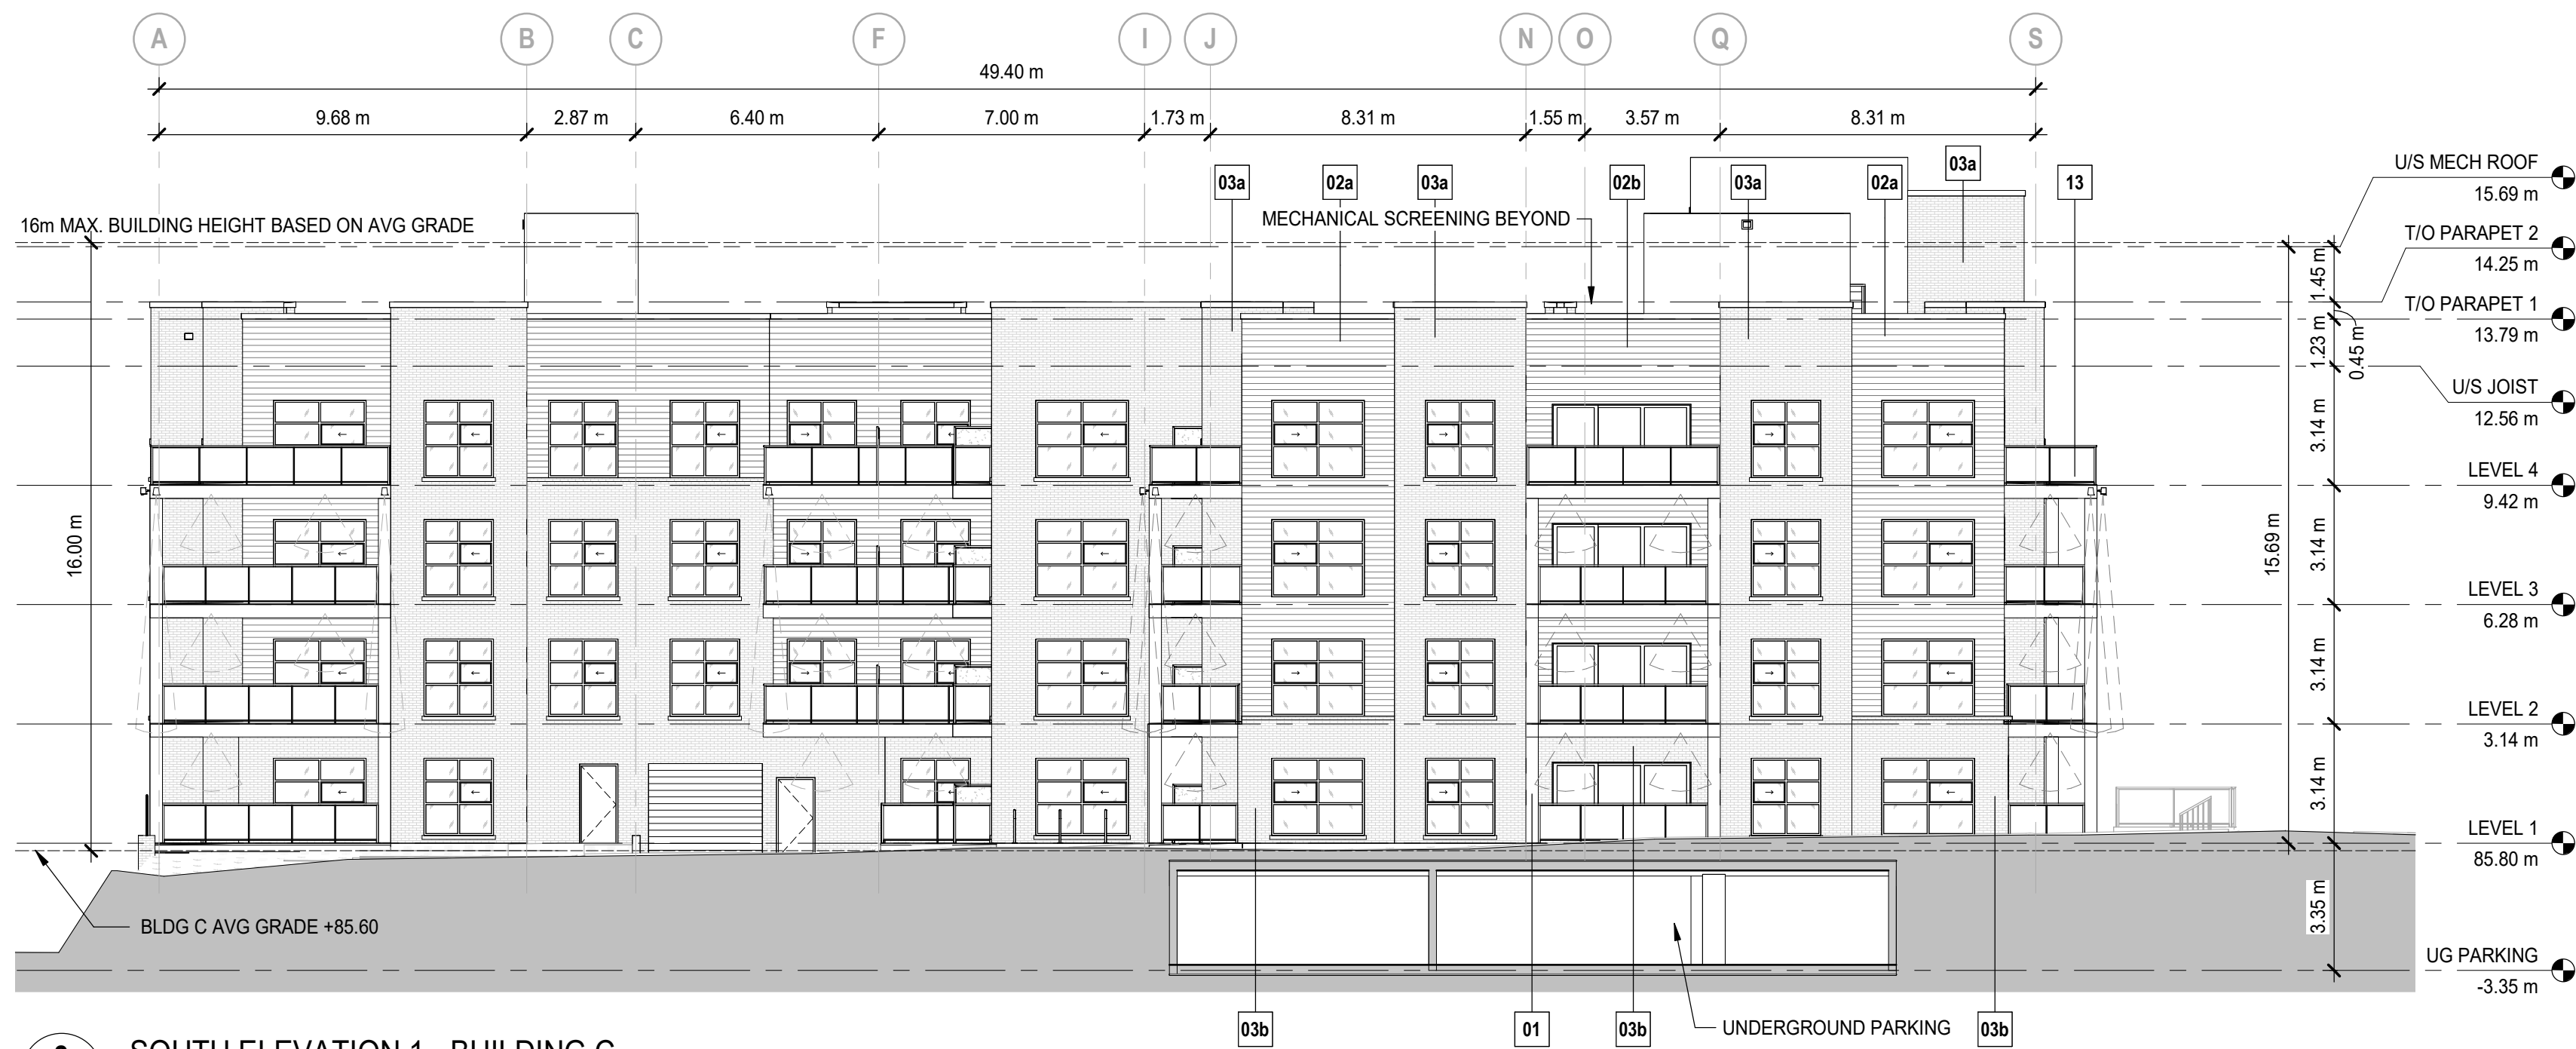 A B C F I J N O Q S
49.40 m
9.68 m 2.87 m 6.40 m 7.00 m 1.73 m 8.31 m 1.55 m 3.57 m 8.31 m
03a 02a 03a 02b 03a 02a 03a 13
16m MAX. BUILDING HEIGHT BASED ON AVG GRADE
MECHANICAL SCREENING BEYOND
U/S MECH ROOF
15.69 m
T/O PARAPET 2
14.25 m
T/O PARAPET 1
13.79 m
U/S JOIST
12.56 m
LEVEL 4
9.42 m
LEVEL 3
6.28 m
LEVEL 2
3.14 m
LEVEL 1
85.80 m
UG PARKING
-3.35 m
1.45 m
0.45 m
1.23 m
3.14 m
3.14 m
3.14 m
3.14 m
3.35 m
15.69 m
16.00 m
BLDG C AVG GRADE +85.60
03b 01 03b 03b
UNDERGROUND PARKING
SOUTH ELEVATION 1 - BUILDING C